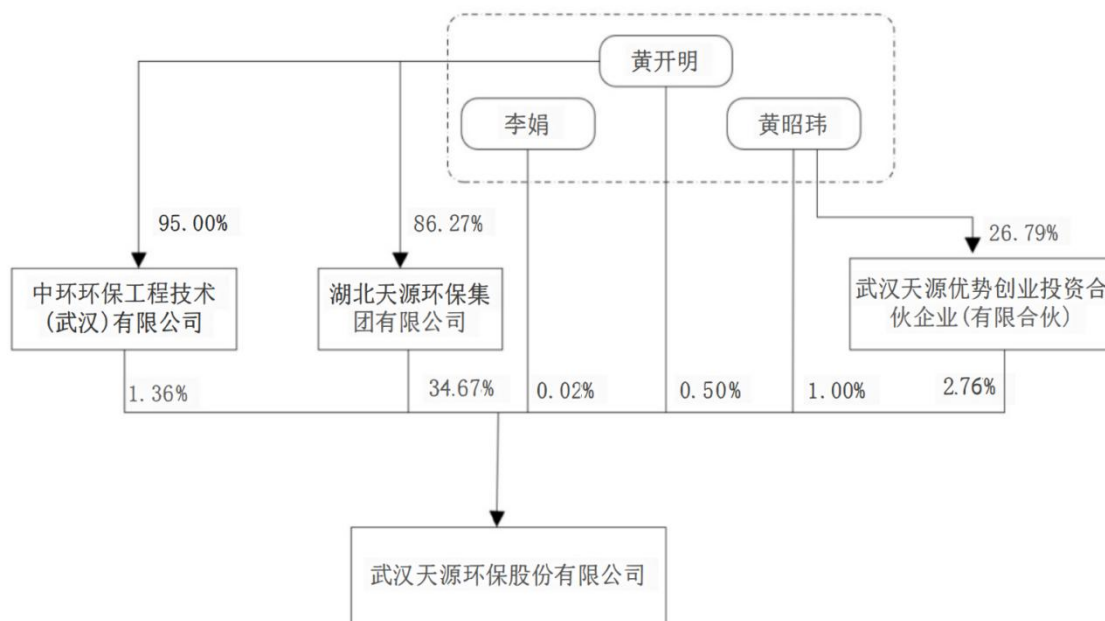 黄开明
李娟
黄昭玮
95.00%
86.27%
26.79%
中环环保工程技术
(武汉)有限公司
湖北天源环保集
团有限公司
武汉天源优势创业投资合
伙企业(有限合伙)
1.36%
34.67%
0.02%
0.50%
1.00%
2.76%
武汉天源环保股份有限公司